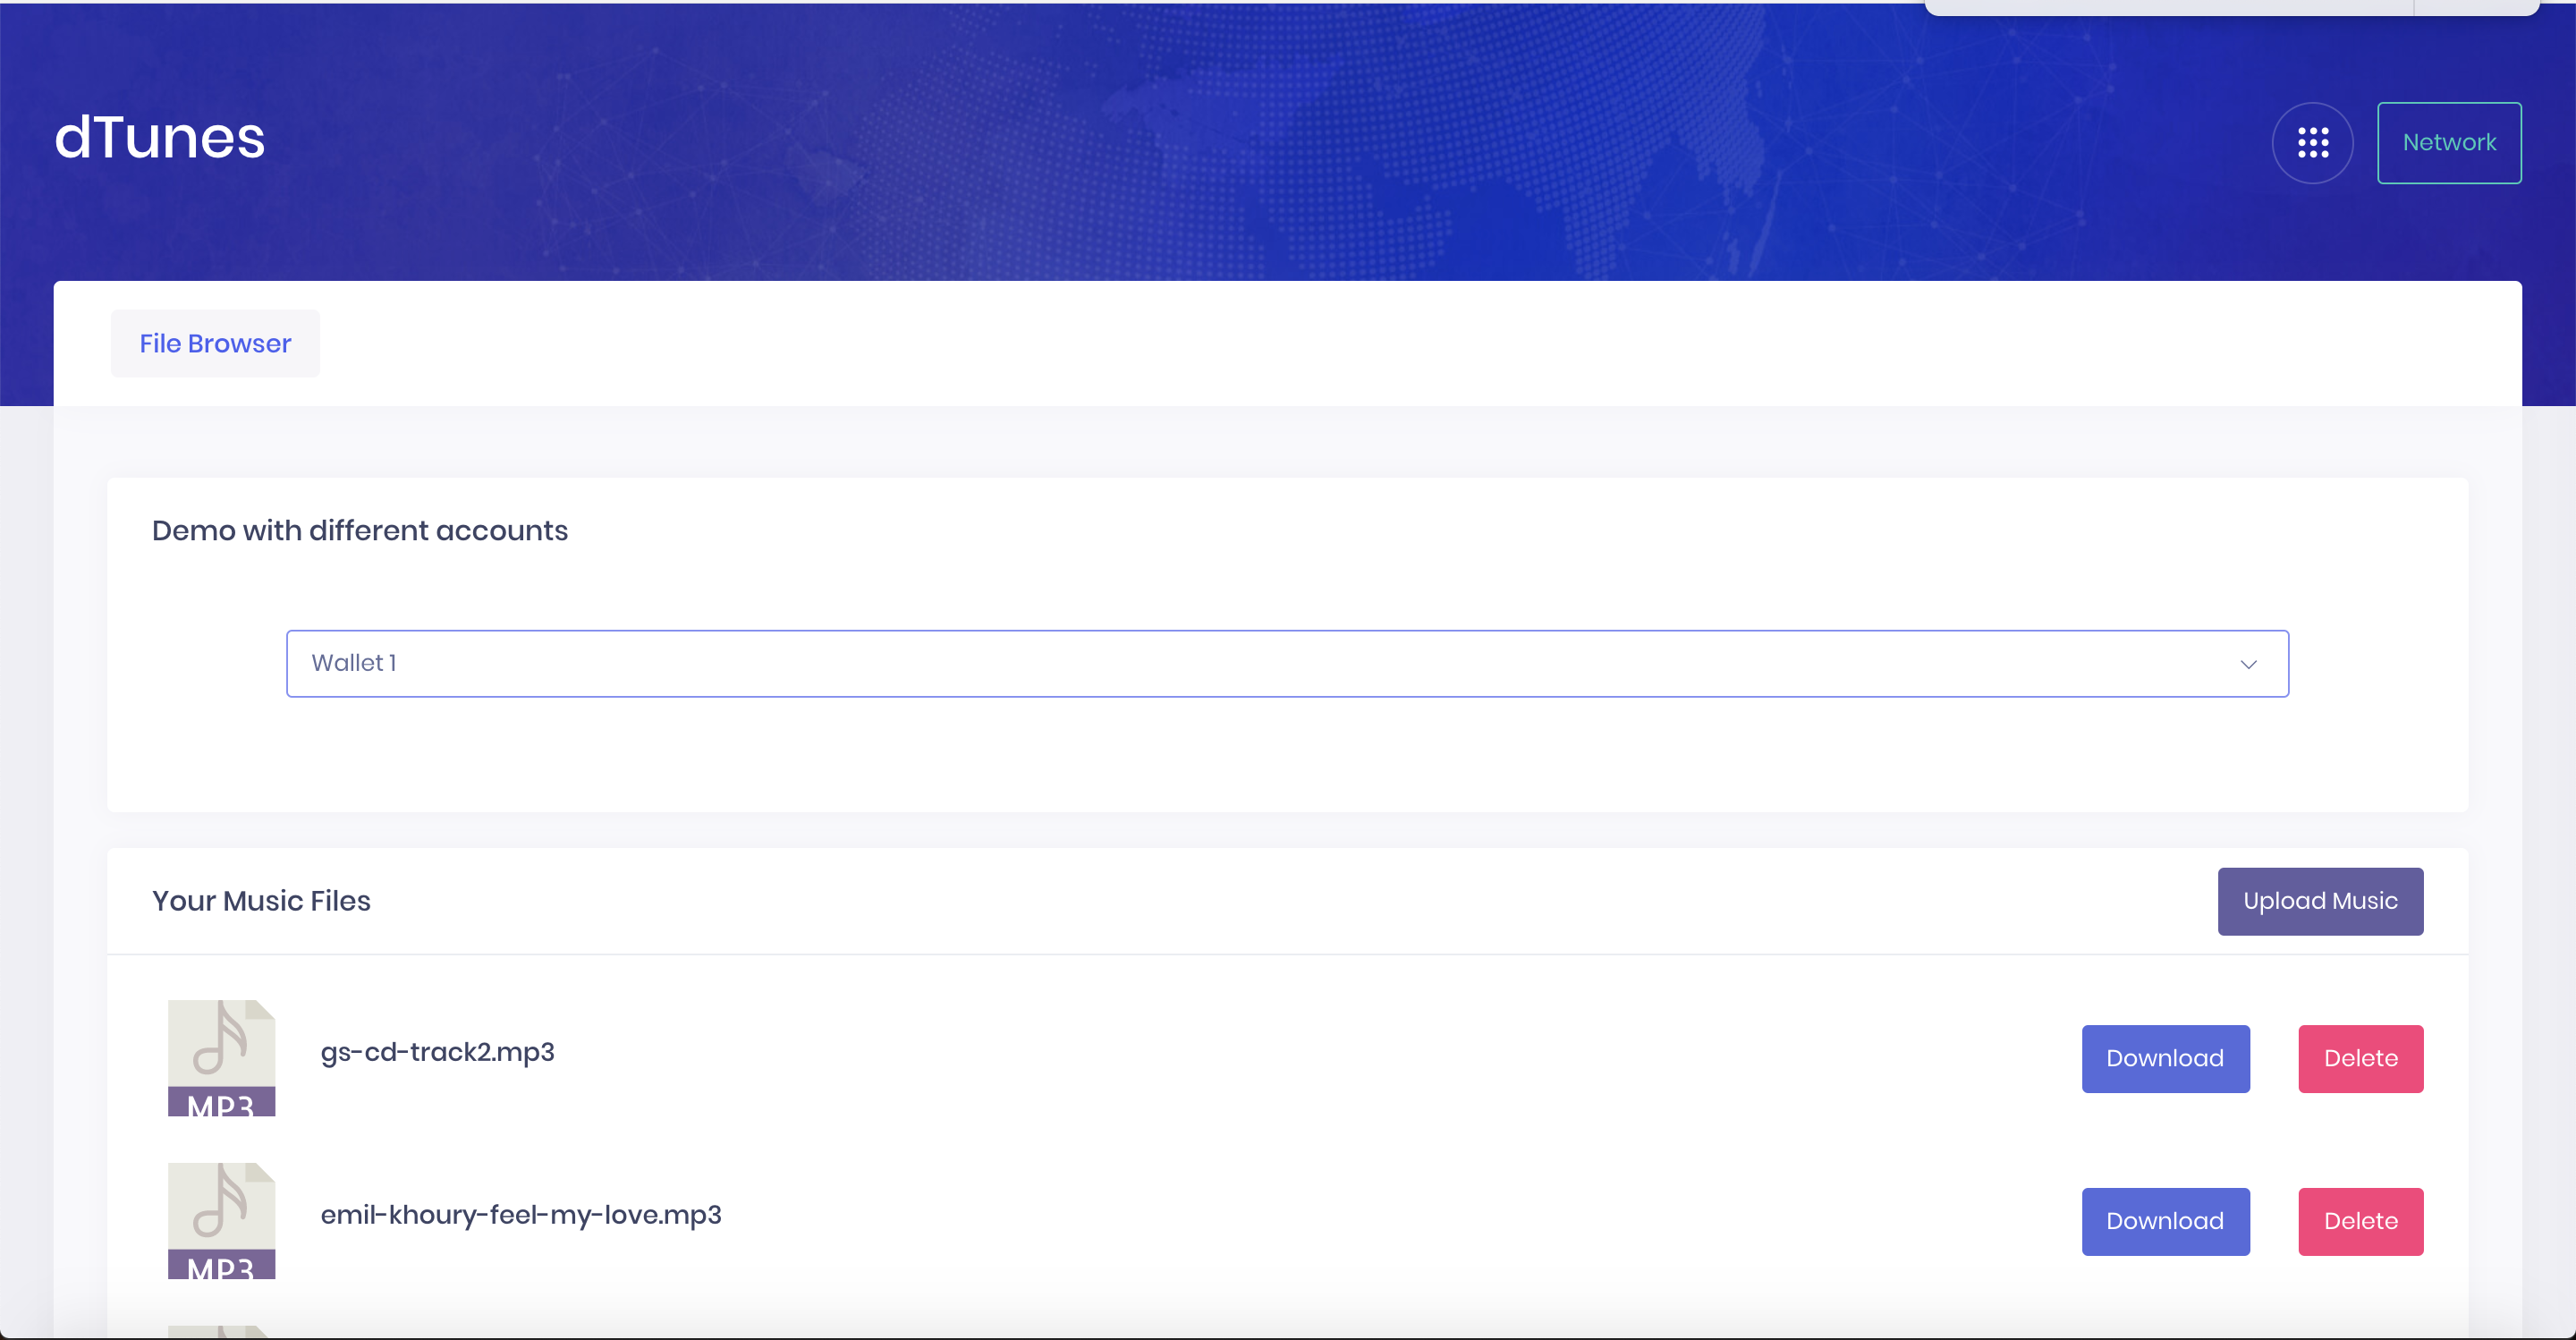 dTunes
Network
File Browser
Demo with different accounts
Wallet 1
Your Music Files
Upload Music
MP3
gs-cd-track2.mp3
Download
Delete
MP3
emil-khoury-feel-my-love.mp3
Download
Delete